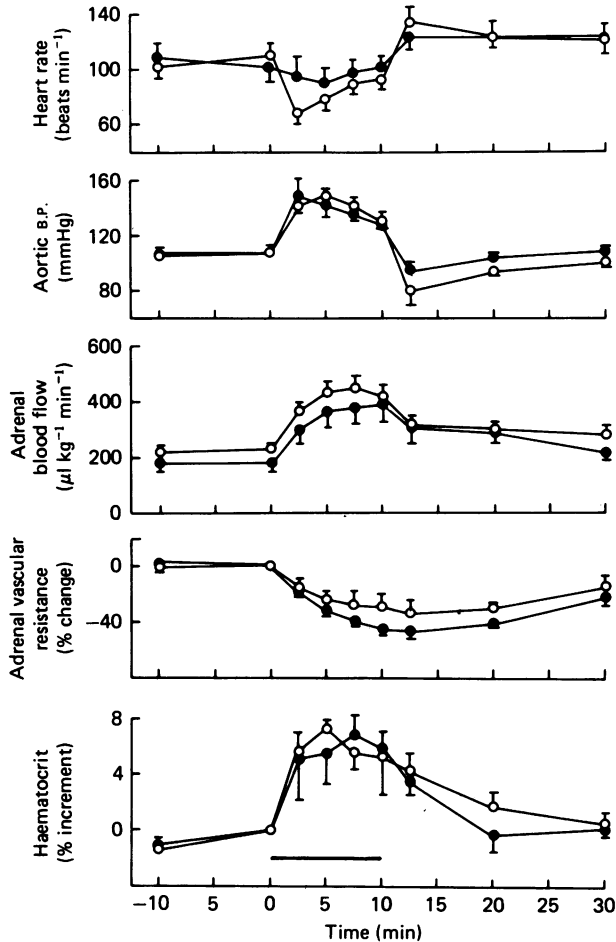 Heart rate
(beats min⁻¹)
140
100
60
Aortic B.P.
(mmHg)
160
120
80
Adrenal
blood flow
(μl kg⁻¹ min⁻¹)
600
400
200
0
Adrenal vascular
resistance
(% change)
0
−40
Haematocrit
(% increment)
8
4
0
−10 −5 0 5 10 15 20 25 30
Time (min)